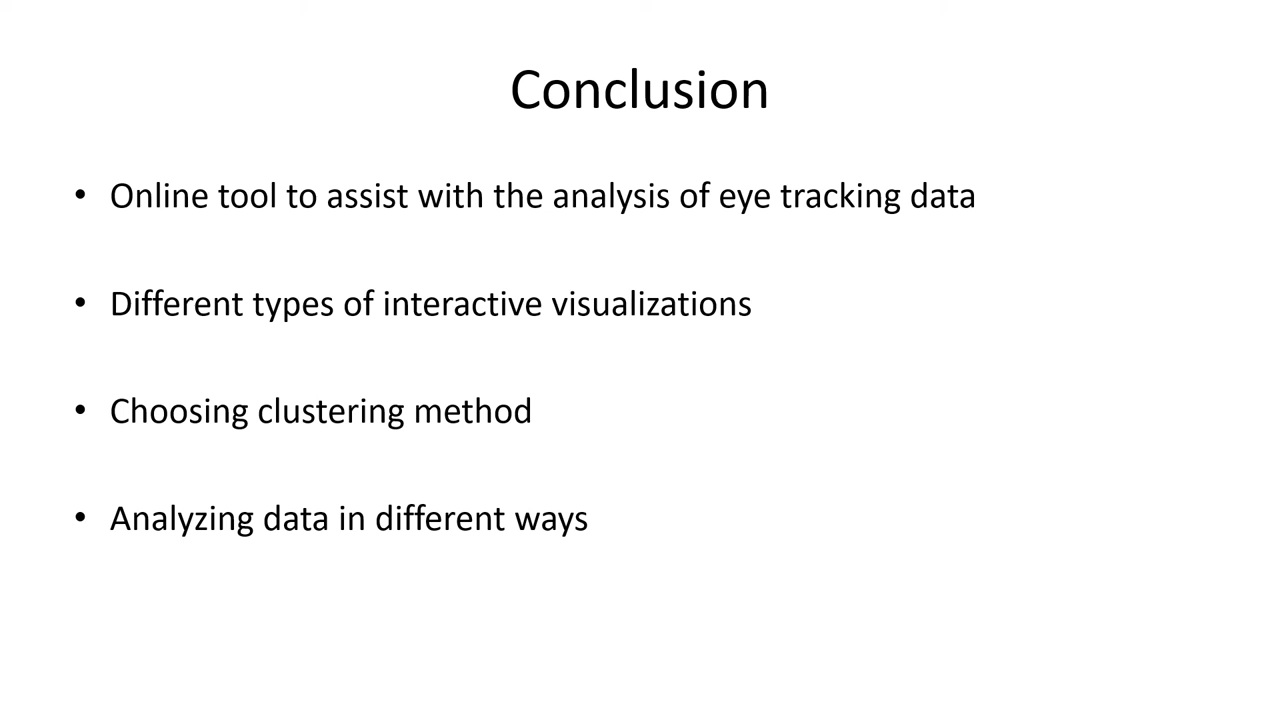 Conclusion
• Online tool to assist with the analysis of eye tracking data
• Different types of interactive visualizations
• Choosing clustering method
• Analyzing data in different ways